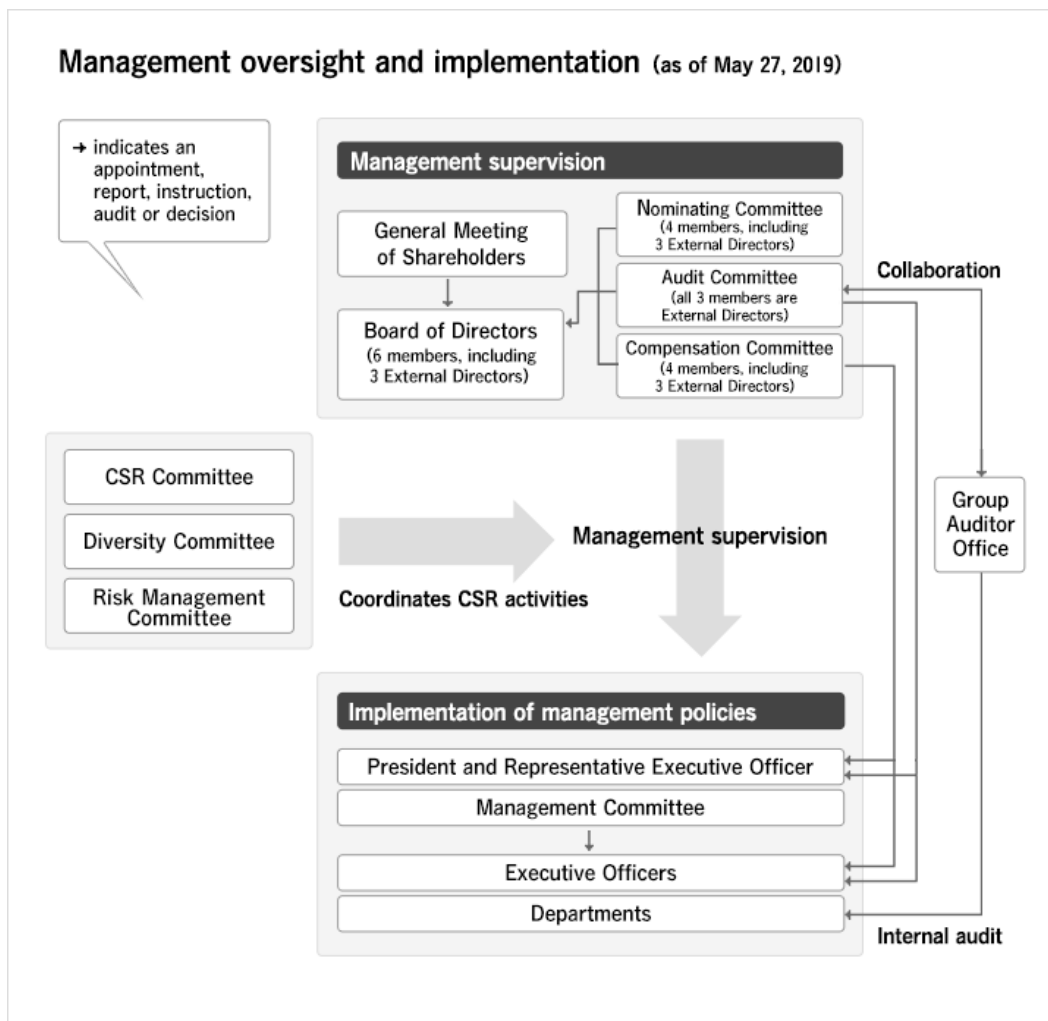 Management oversight and implementation (as of May 27, 2019)
→ indicates an
appointment,
report, instruction,
audit or decision
Management supervision
General Meeting
of Shareholders
Board of Directors
(6 members, including
3 External Directors)
Nominating Committee
(4 members, including
3 External Directors)
Audit Committee
(all 3 members are
External Directors)
Compensation Committee
(4 members, including
3 External Directors)
Collaboration
Group
Auditor
Office
CSR Committee
Diversity Committee
Risk Management
Committee
Management supervision
Coordinates CSR activities
Implementation of management policies
President and Representative Executive Officer
Management Committee
Executive Officers
Departments
Internal audit